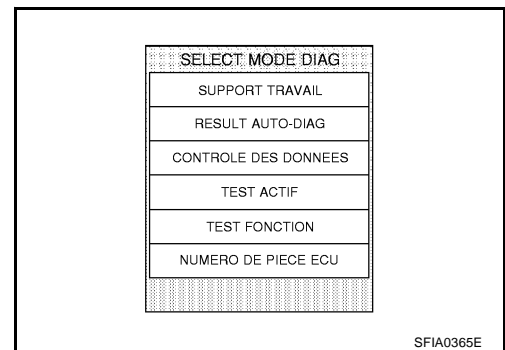 SELECT MODE DIAG
SUPPORT TRAVAIL
RESULT AUTO-DIAG
CONTROLE DES DONNEES
TEST ACTIF
TEST FONCTION
NUMERO DE PIECE ECU
SFIA0365E